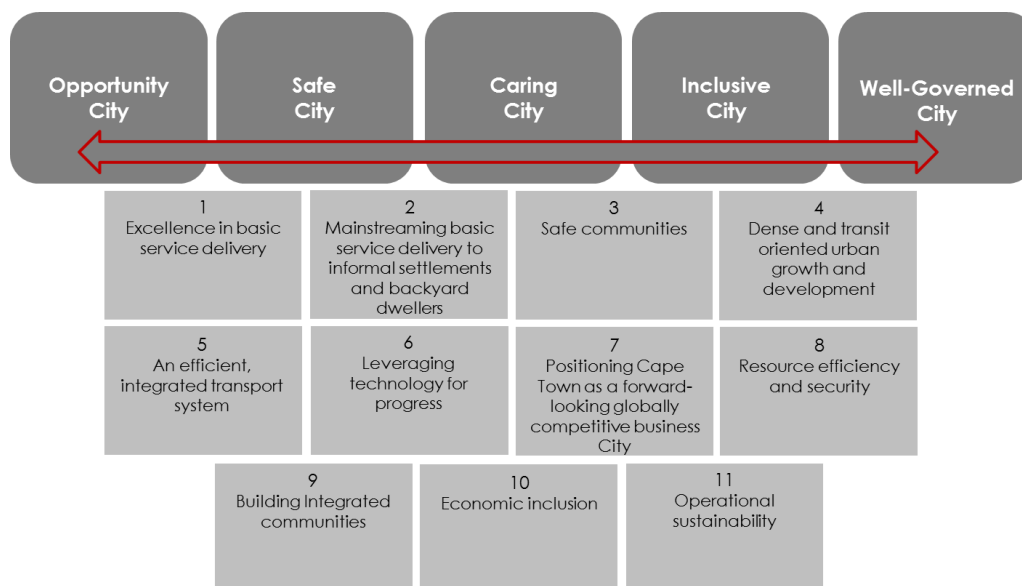 Opportunity
City
Safe
City
Caring
City
Inclusive
City
Well-Governed
City
1
Excellence in basic
service delivery
2
Mainstreaming basic
service delivery to
informal settlements
and backyard
dwellers
3
Safe communities
4
Dense and transit
oriented urban
growth and
development
5
An efficient,
integrated transport
system
6
Leveraging
technology for
progress
7
Positioning Cape
Town as a forward-
looking globally
competitive business
City
8
Resource efficiency
and security
9
Building Integrated
communities
10
Economic inclusion
11
Operational
sustainability